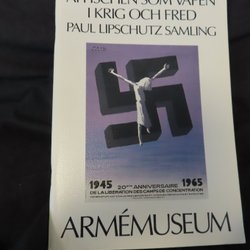 AFFISCHEN SOM VAPEN
I KRIG OCH FRED
PAUL LIPSCHUTZ SAMLING
1945 20ÈME ANNIVERSAIRE 1965
DE LA LIBÉRATION DES CAMPS DE CONCENTRATION
ARMÉMUSEUM